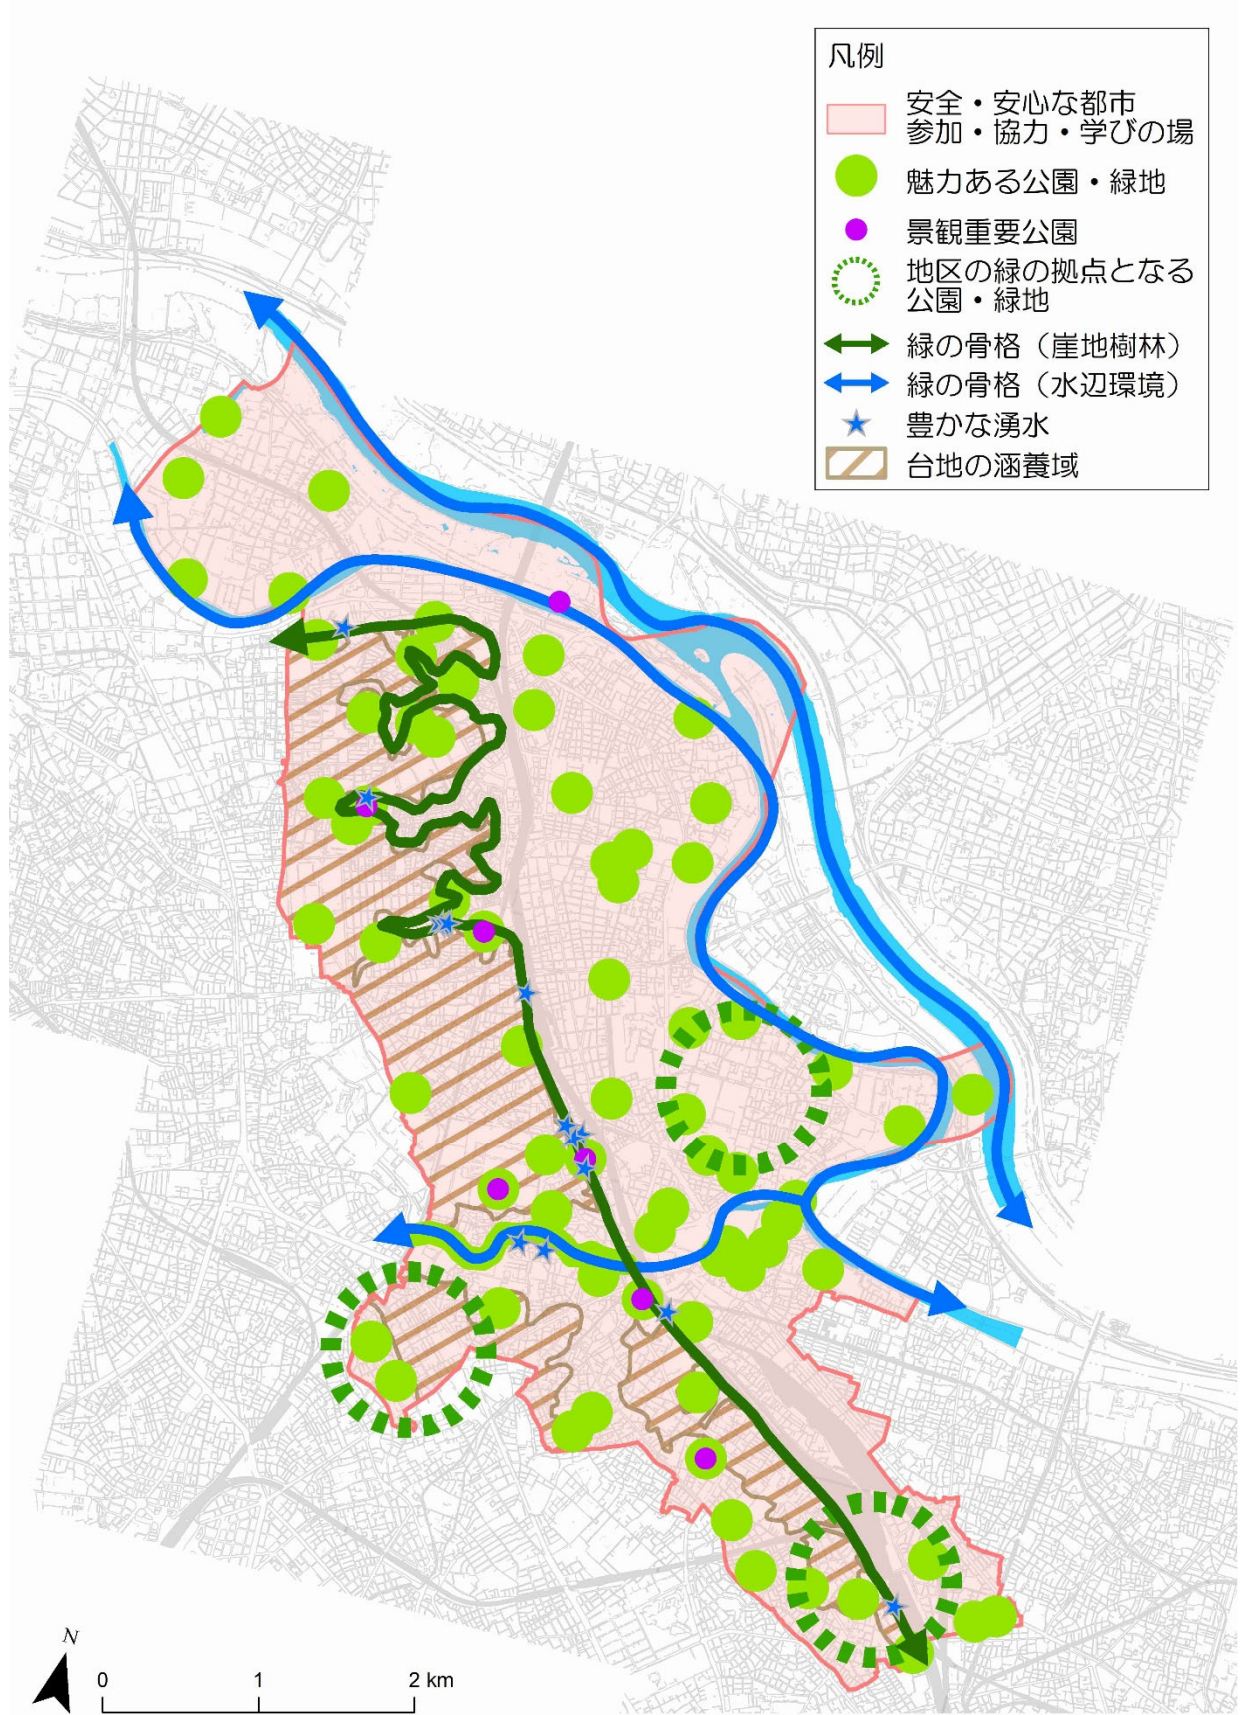 凡例
安全・安心な都市
参加・協力・学びの場
魅力ある公園・緑地
景観重要公園
地区の緑の拠点となる
公園・緑地
緑の骨格（崖地樹林）
緑の骨格（水辺環境）
豊かな湧水
台地の涵養域
N
0 1 2 km